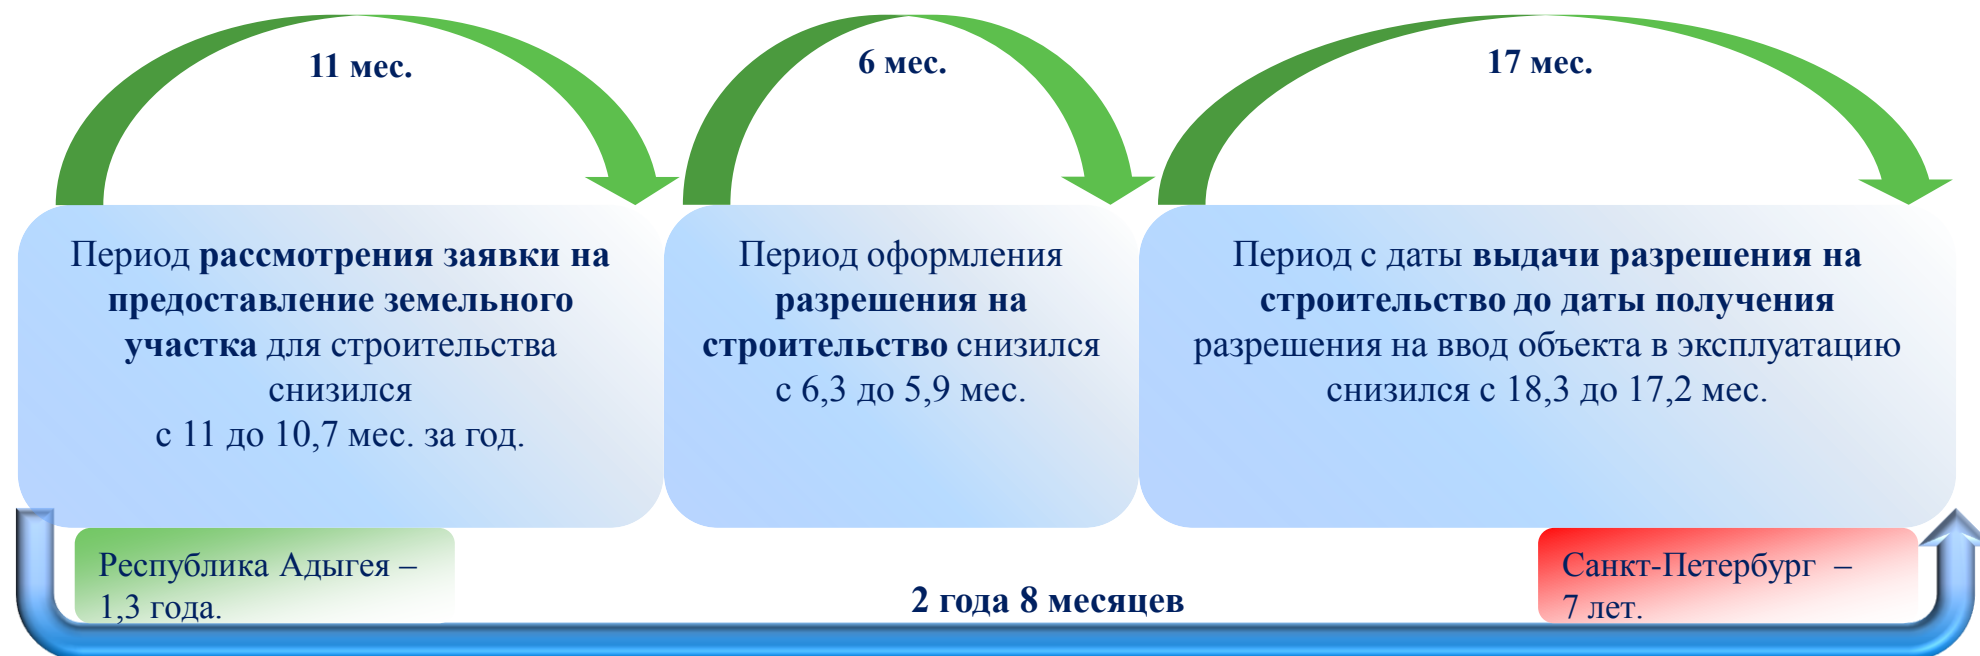 11 мес.
6 мес.
17 мес.
Период рассмотрения заявки на
предоставление земельного
участка для строительства
снизился
с 11 до 10,7 мес. за год.
Период оформления
разрешения на
строительство снизился
с 6,3 до 5,9 мес.
Период с даты выдачи разрешения на
строительство до даты получения
разрешения на ввод объекта в эксплуатацию
снизился с 18,3 до 17,2 мес.
Республика Адыгея –
1,3 года.
2 года 8 месяцев
Санкт-Петербург –
7 лет.